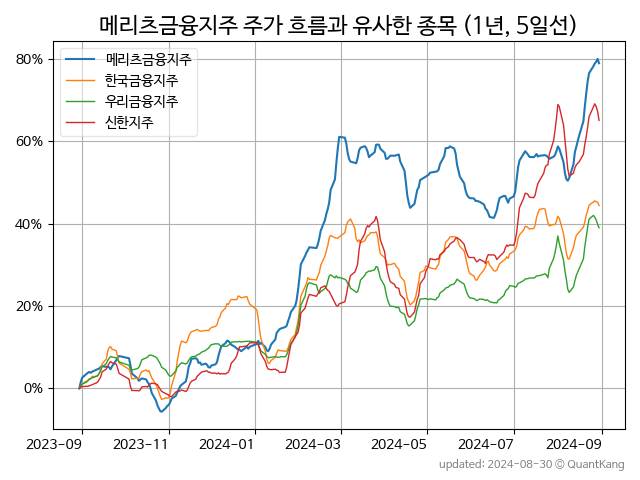 메리츠금융지주 주가 흐름과 유사한 종목 (1년, 5일선)
메리츠금융지주
한국금융지주
우리금융지주
신한지주
80%
60%
40%
20%
0%
2023-09 2023-11 2024-01 2024-03 2024-05 2024-07 2024-09
updated: 2024-08-30 © QuantKang